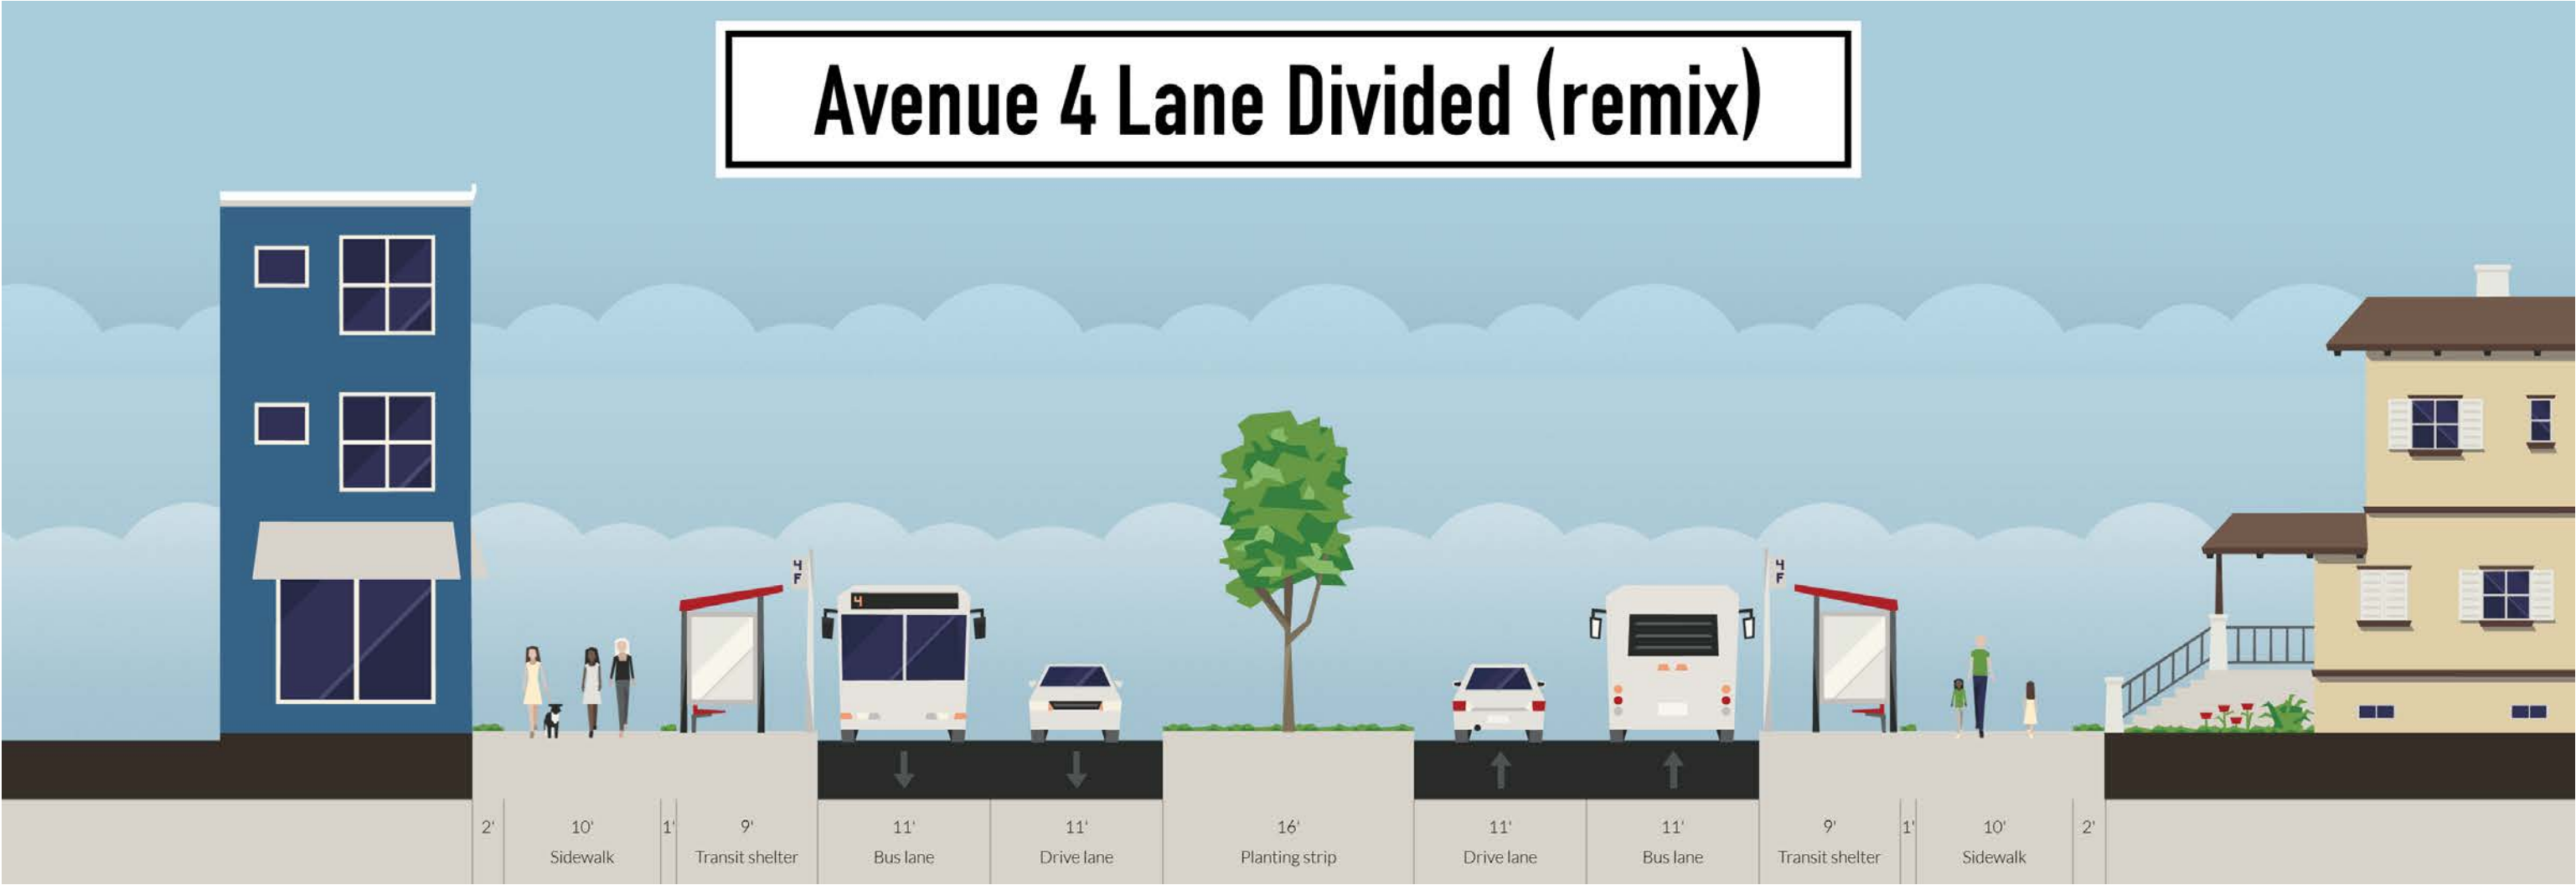 Avenue 4 Lane Divided (remix)
4
F
4
4
F
2' 10' 1' 9' 11' 11' 16' 11' 11' 9' 1' 10' 2'
Sidewalk Transit shelter Bus lane Drive lane Planting strip Drive lane Bus lane Transit shelter Sidewalk